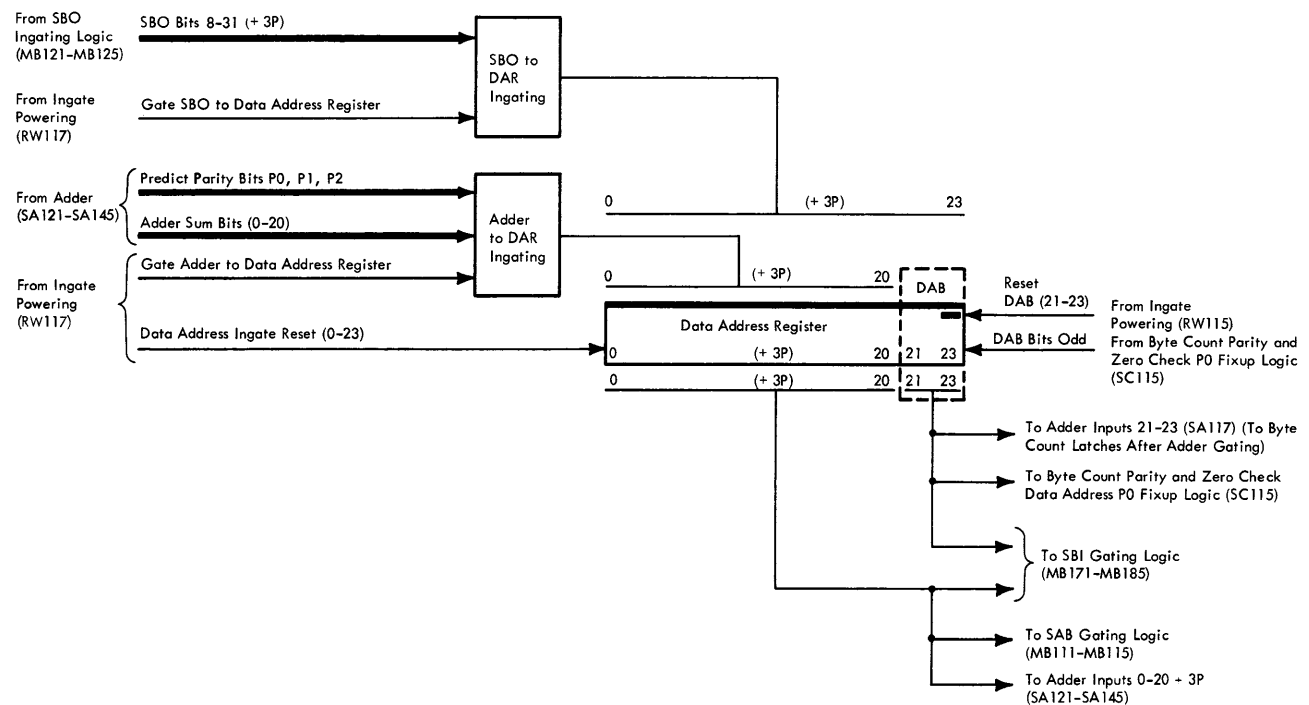 From SBO
Ingating Logic
(MB121-MB125)
SBO Bits 8-31 (+ 3P)
SBO to
DAR
Ingating
From Ingate
Powering
(RW117)
Gate SBO to Data Address Register
From Adder
(SA121-SA145)
Predict Parity Bits P0, P1, P2
Adder Sum Bits (0-20)
Adder
to DAR
Ingating
0 (+ 3P) 23
Gate Adder to Data Address Register
From Ingate
Powering
(RW117)
0 (+ 3P) 20
DAB
Reset
DAB (21-23)
From Ingate
Powering (RW115)
Data Address Ingate Reset (0-23)
Data Address Register
0 (+ 3P) 20 21 23
DAB Bits Odd
From Byte Count Parity and
Zero Check P0 Fixup Logic
(SC115)
0 (+ 3P) 20 21 23
To Adder Inputs 21-23 (SA117) (To Byte
Count Latches After Adder Gating)
To Byte Count Parity and Zero Check
Data Address P0 Fixup Logic (SC115)
To SBI Gating Logic
(MB171-MB185)
To SAB Gating Logic
(MB111-MB115)
To Adder Inputs 0-20 + 3P
(SA121-SA145)